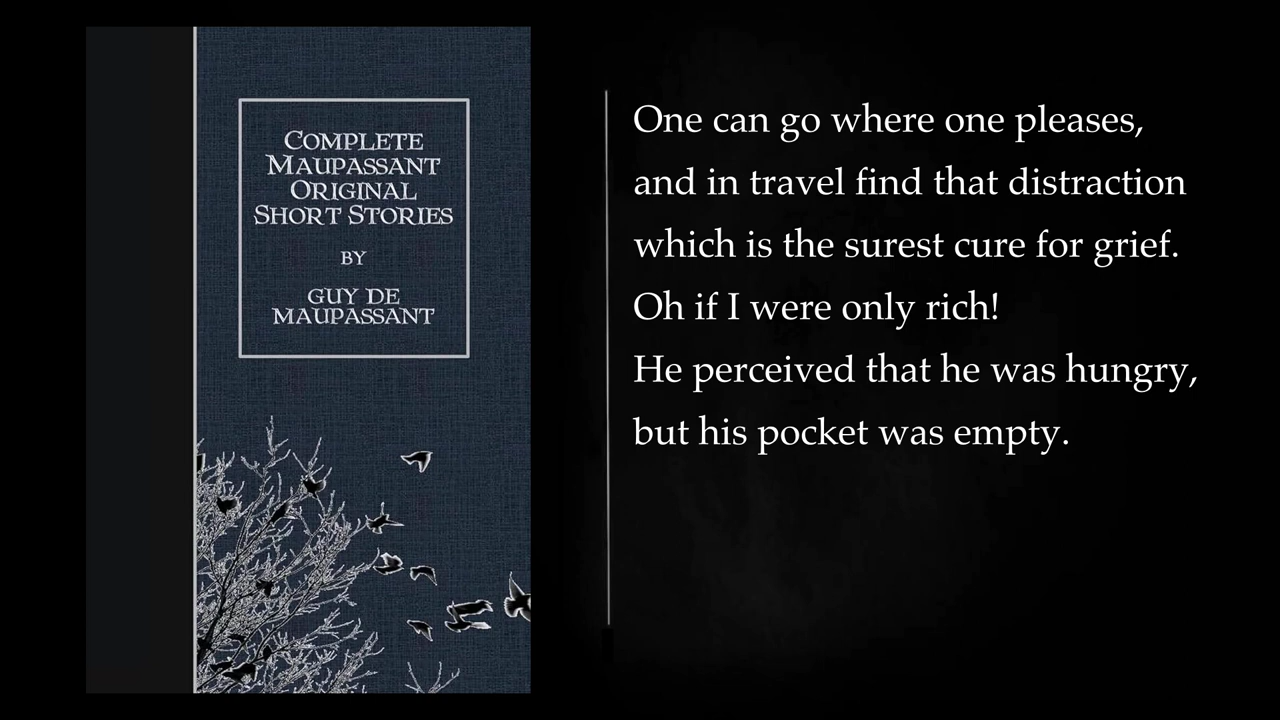 COMPLETE
MAUPASSANT
ORIGINAL
SHORT STORIES
BY
GUY DE
MAUPASSANT
One can go where one pleases,
and in travel find that distraction
which is the surest cure for grief.
Oh if I were only rich!
He perceived that he was hungry,
but his pocket was empty.